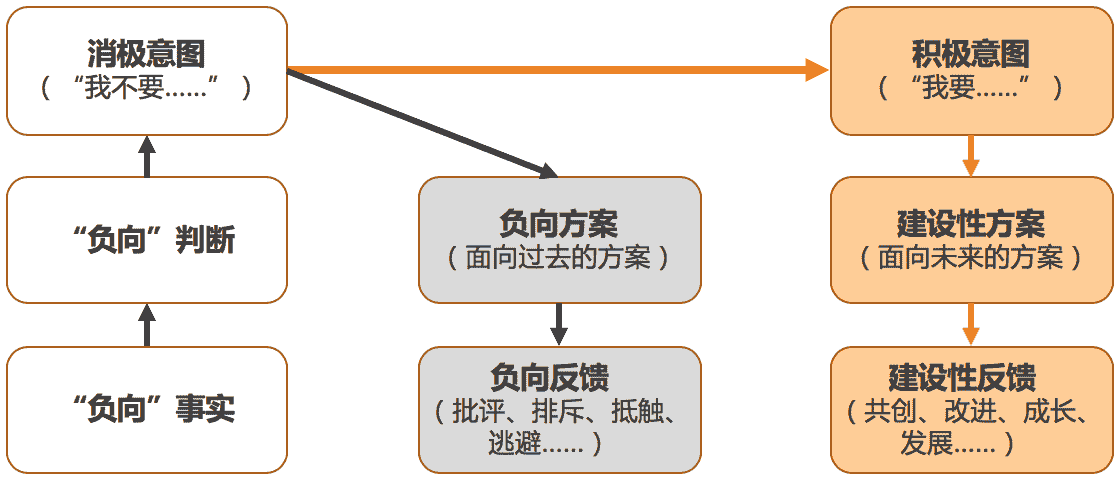 消极意图
（“我不要……”）
积极意图
（“我要……”）
“负向”判断
负向方案
（面向过去的方案）
建设性方案
（面向未来的方案）
“负向”事实
负向反馈
（批评、排斥、抵触、
逃避……）
建设性反馈
（共创、改进、成长、
发展……）